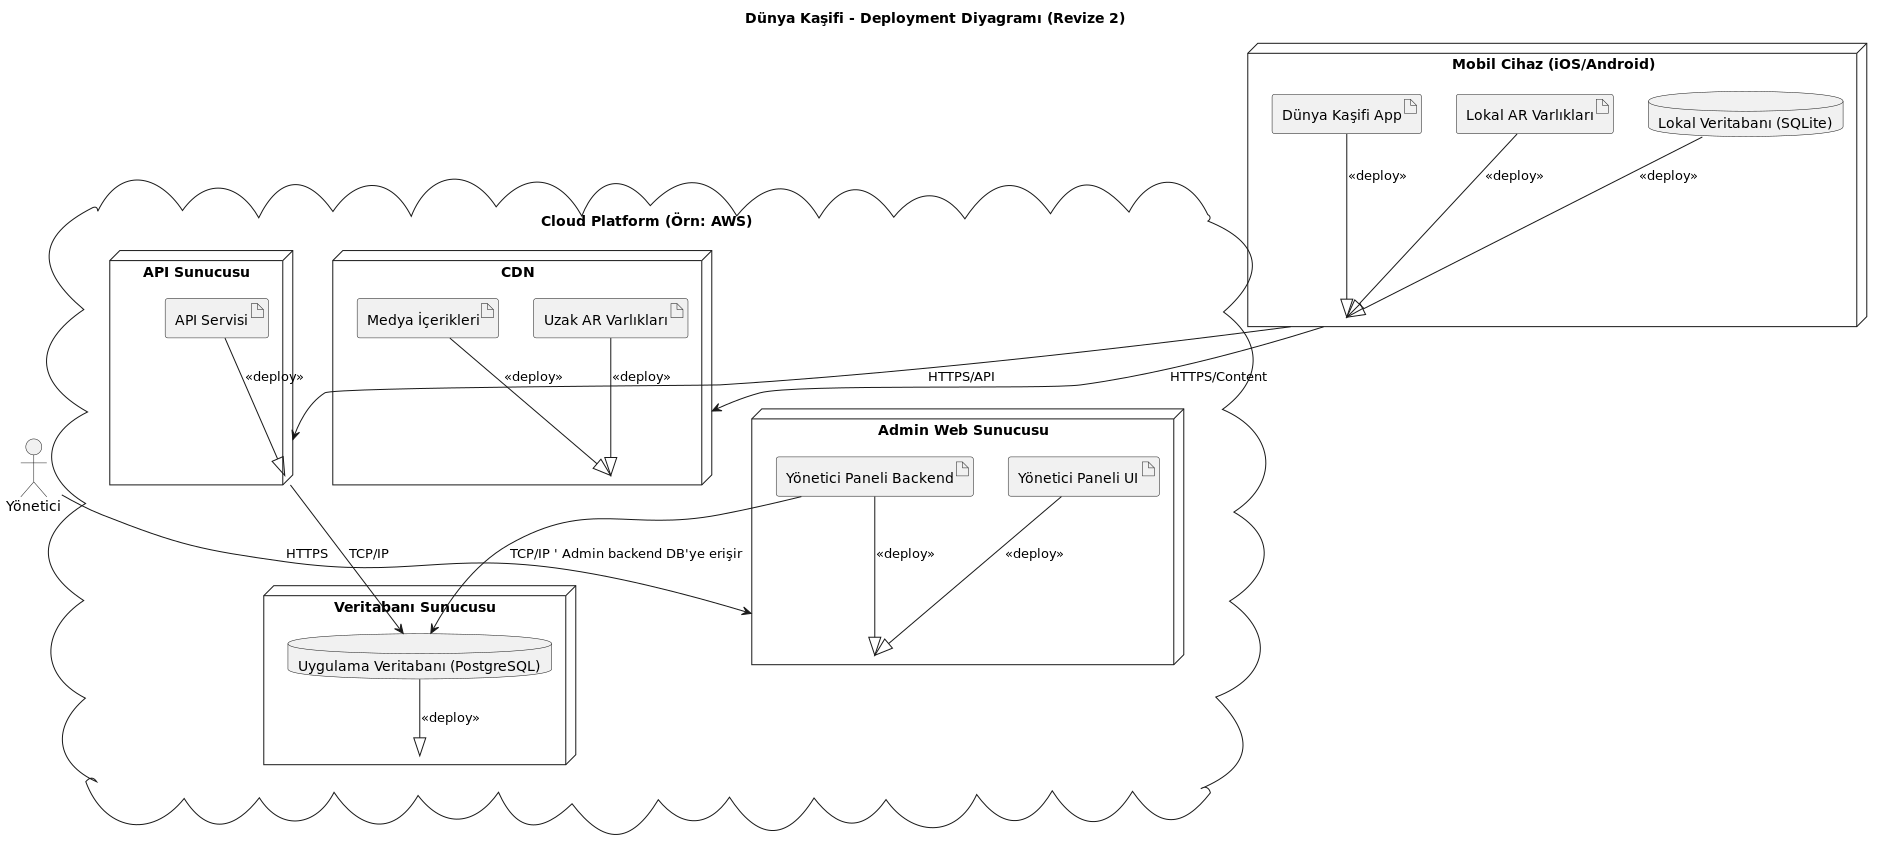 Dünya Kaşifi - Deployment Diyagramı (Revize 2)
Mobil Cihaz (iOS/Android)
Dünya Kaşifi App
Lokal AR Varlıkları
Lokal Veritabanı (SQLite)
«deploy»
«deploy»
«deploy»
Cloud Platform (Örn: AWS)
API Sunucusu
CDN
API Servisi
Medya İçerikleri
Uzak AR Varlıkları
«deploy»
«deploy»
«deploy»
HTTPS/API
HTTPS/Content
Admin Web Sunucusu
Yönetici Paneli Backend
Yönetici Paneli UI
Yönetici
HTTPS
TCP/IP
TCP/IP ' Admin backend DB'ye erişir
«deploy»
«deploy»
Veritabanı Sunucusu
Uygulama Veritabanı (PostgreSQL)
«deploy»